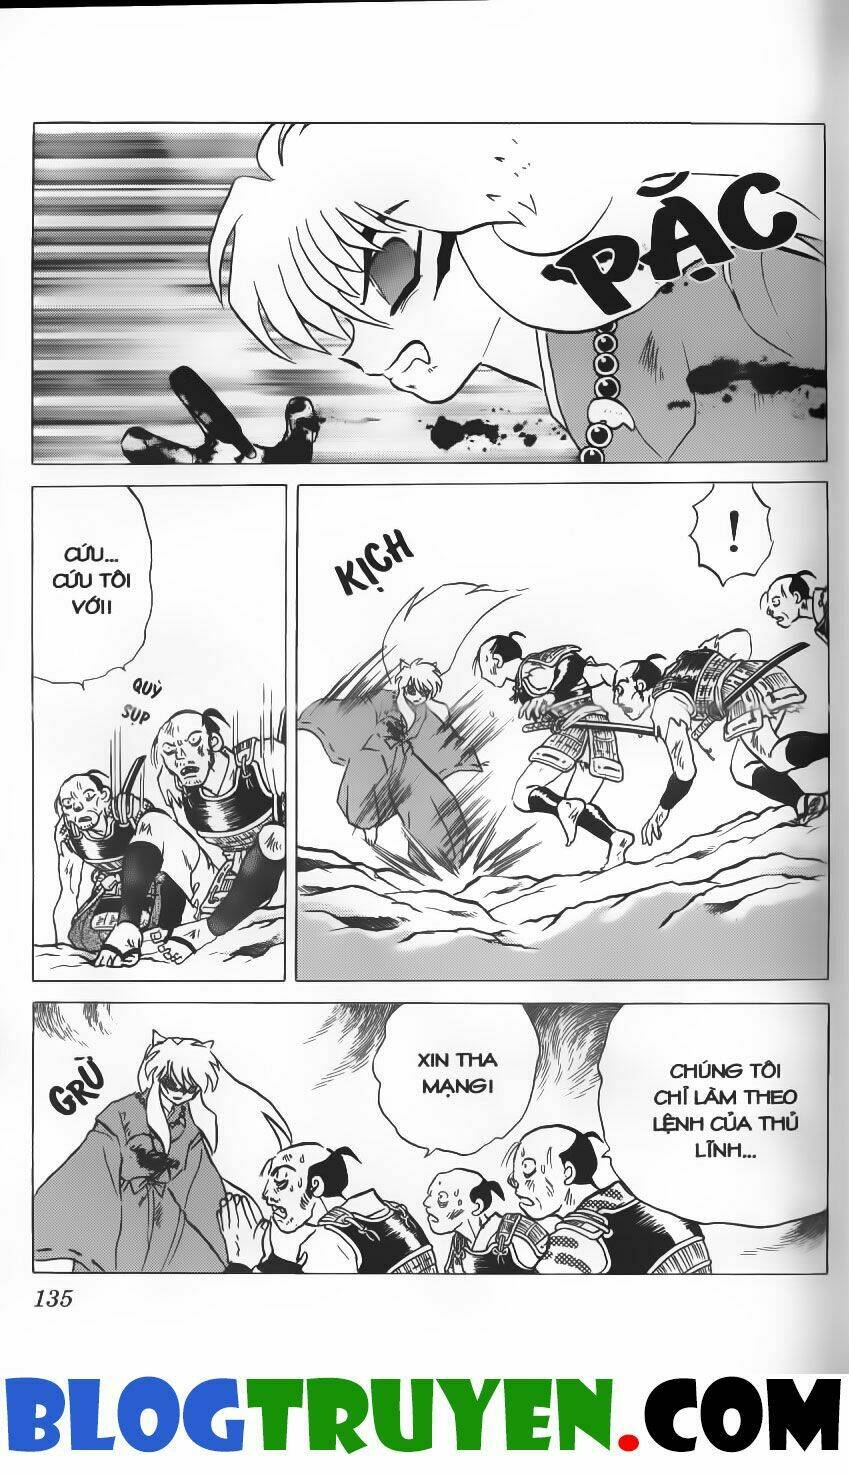 PẶC
CỨU...
CỨU TÔI
VỚI!
QUỲ
SỤP
KỊCH
!
GRỪ
XIN THA
MẠNG!
CHÚNG TÔI
CHỈ LÀM THEO
LỆNH CỦA THỦ
LĨNH...
135
BLOGTRUYEN.COM